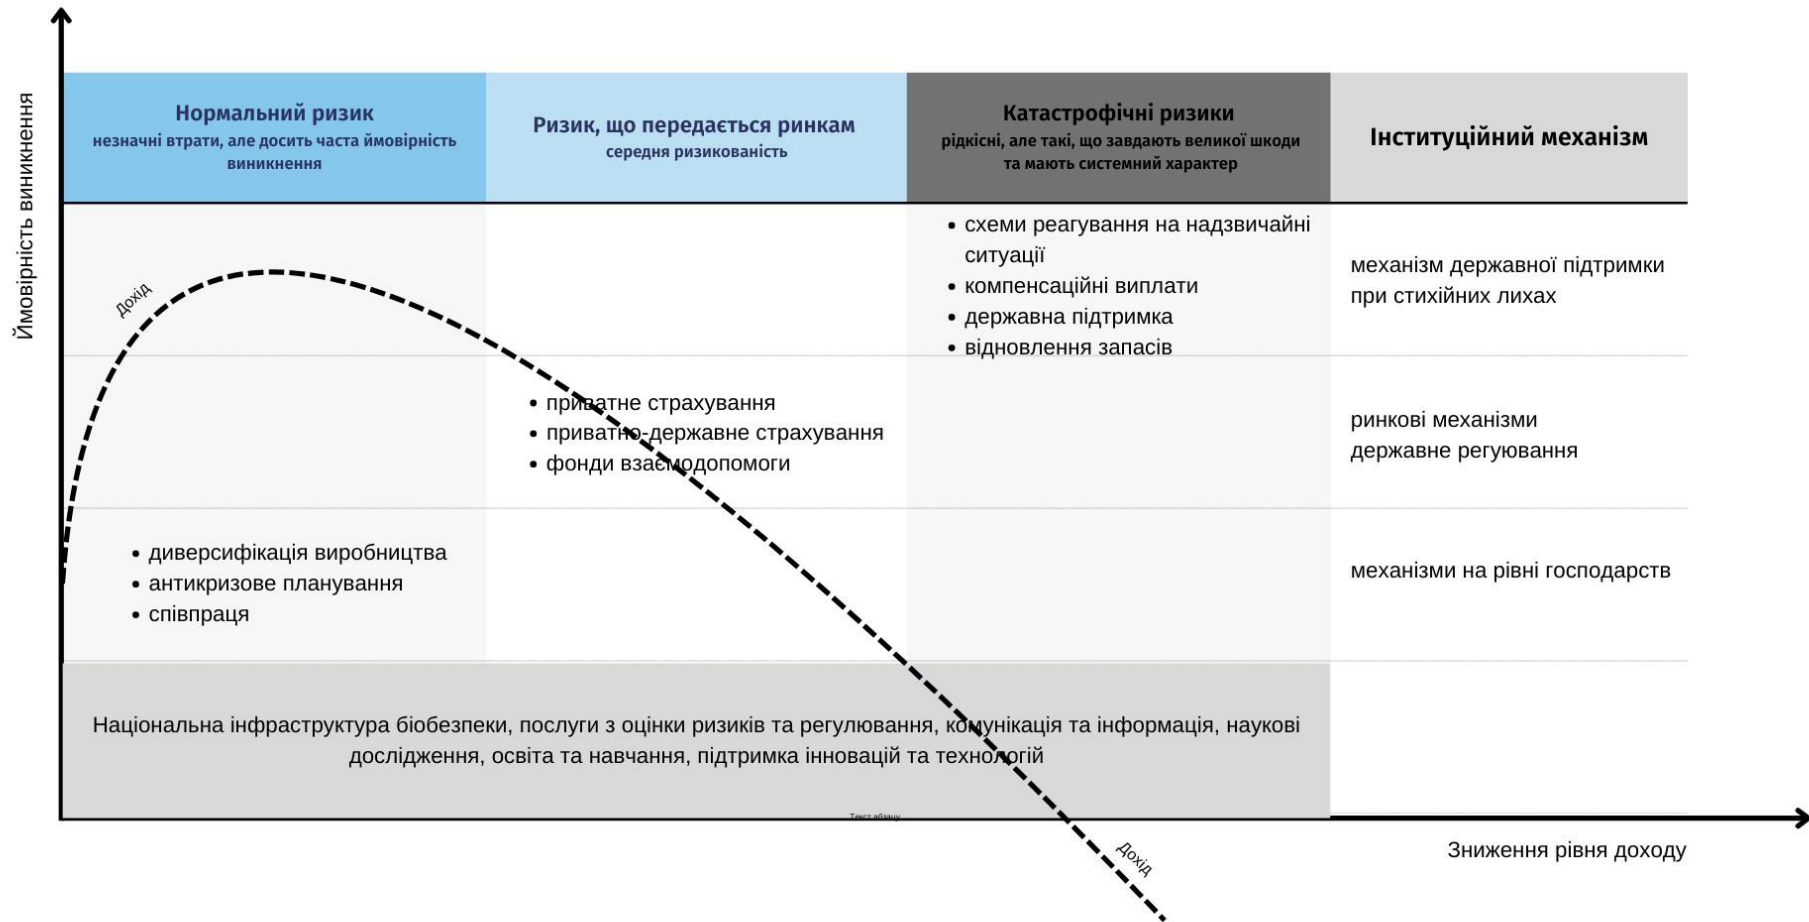 Ймовірність виникнення
Нормальний ризик
незначні втрати, але досить часта ймовірність
виникнення
Ризик, що передається ринкам
середня ризикованість
Катастрофічні ризики
рідкісні, але такі, що завдають великої шкоди
та мають системний характер
Інституційний механізм
Дохід
• схеми реагування на надзвичайні
ситуації
• компенсаційні виплати
• державна підтримка
• відновлення запасів
механізм державної підтримки
при стихійних лихах
• приватне страхування
• приватно-державне страхування
• фонди взаємодопомоги
ринкові механізми
державне регуювання
• диверсифікація виробництва
• антикризове планування
• співпраця
механізми на рівні господарств
Національна інфраструктура біобезпеки, послуги з оцінки ризиків та регулювання, комунікація та інформація, наукові
дослідження, освіта та навчання, підтримка інновацій та технологій
Текст абзацу
Дохід
Зниження рівня доходу